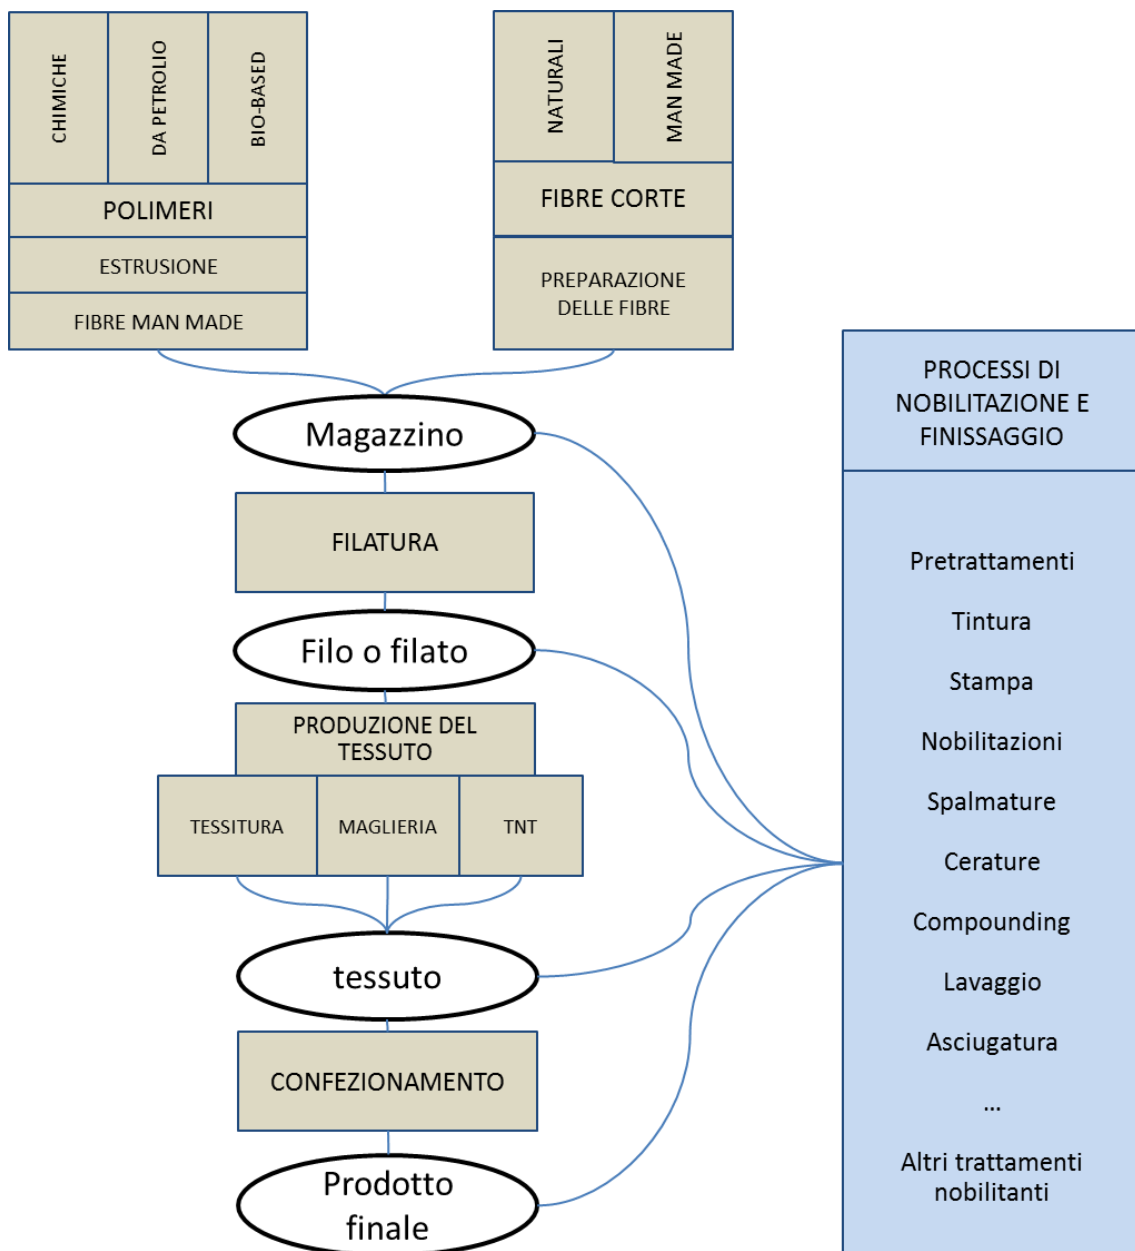 CHIMICHE
DA PETROLIO
BIO-BASED
POLIMERI
ESTRUSIONE
FIBRE MAN MADE
NATURALI
MAN MADE
FIBRE CORTE
PREPARAZIONE
DELLE FIBRE
Magazzino
FILATURA
Filo o filato
PRODUZIONE DEL
TESSUTO
TESSITURA
MAGLIERIA
TNT
tessuto
CONFEZIONAMENTO
Prodotto
finale
PROCESSI DI
NOBILITAZIONE E
FINISSAGGIO
Pretrattamenti
Tintura
Stampa
Nobilitazioni
Spalmature
Cerature
Compounding
Lavaggio
Asciugatura
...
Altri trattamenti
nobilitanti